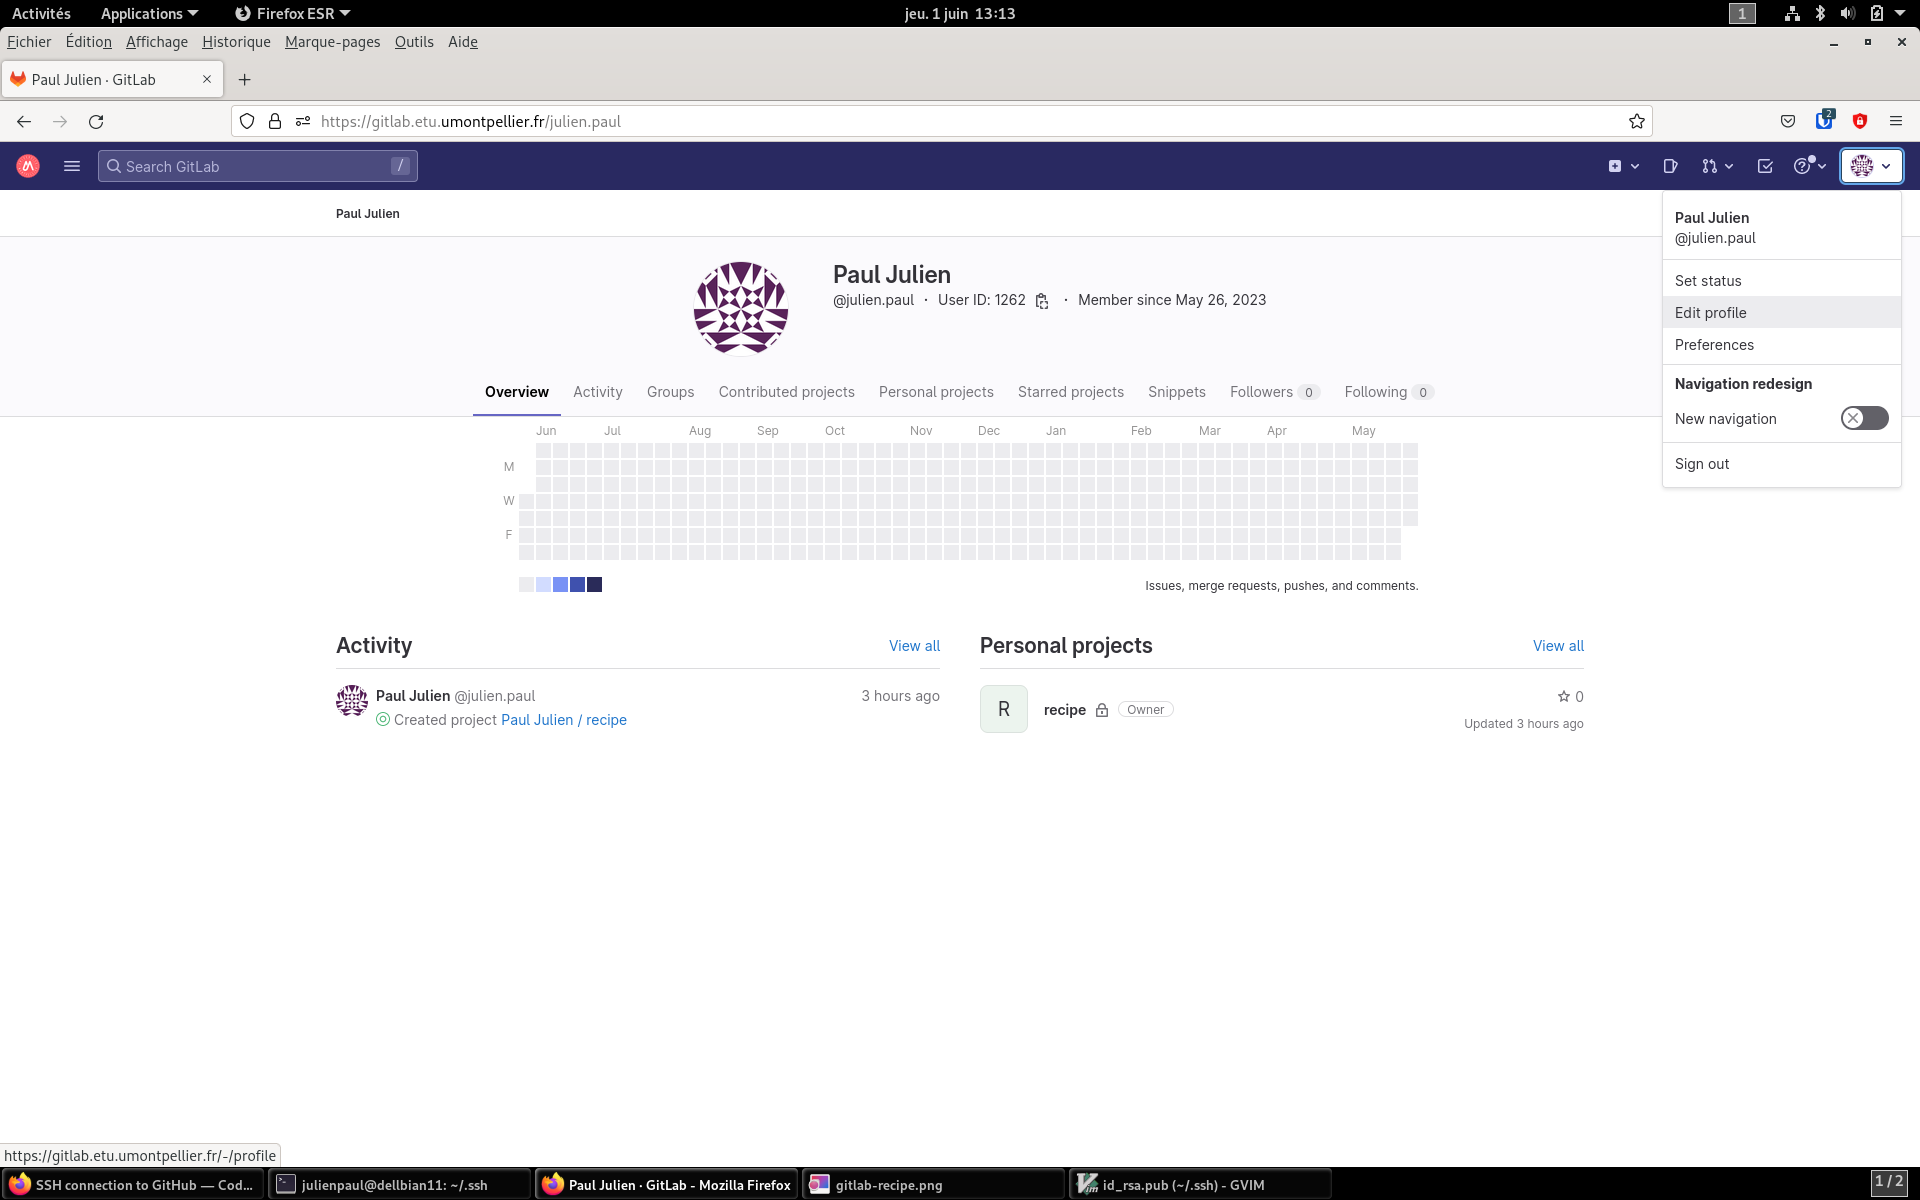 Activités Applications Firefox ESR jeu. 1 juin 13:13 1
Fichier Édition Affichage Historique Marque-pages Outils Aide
Paul Julien · GitLab
https://gitlab.etu.umontpellier.fr/julien.paul 2
Search GitLab /
Paul Julien
Paul Julien
@julien.paul
Set status
Edit profile
Preferences
Navigation redesign
New navigation
Sign out
Paul Julien
@julien.paul · User ID: 1262 · Member since May 26, 2023
Overview Activity Groups Contributed projects Personal projects Starred projects Snippets Followers 0 Following 0
Jun Jul Aug Sep Oct Nov Dec Jan Feb Mar Apr May
M
W
F
Issues, merge requests, pushes, and comments.
Activity View all
Paul Julien @julien.paul 3 hours ago
Created project Paul Julien / recipe
Personal projects View all
R recipe Owner 0
Updated 3 hours ago
https://gitlab.etu.umontpellier.fr/-/profile
SSH connection to GitHub — Cod... julienpaul@dellbian11: ~/.ssh Paul Julien · GitLab - Mozilla Firefox gitlab-recipe.png id_rsa.pub (~/.ssh) - GVIM 1 / 2